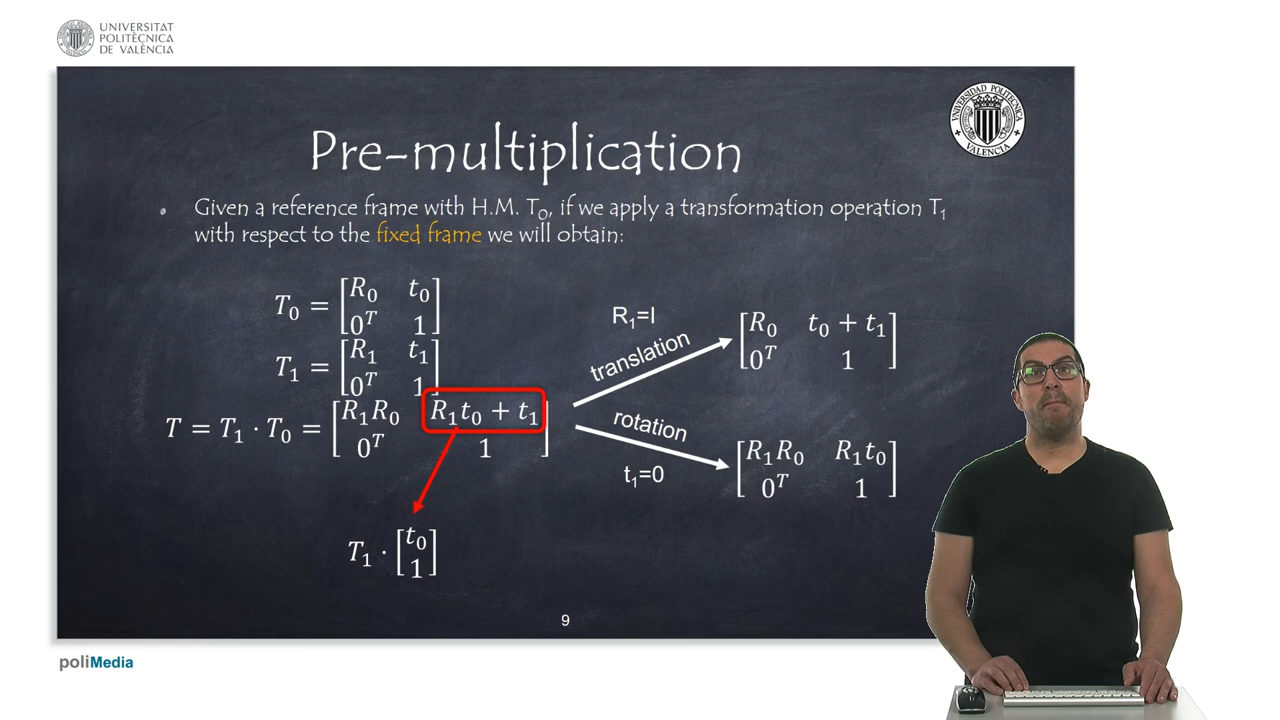 UNIVERSITAT
POLITÈCNICA
DE VALÈNCIA
UNIVERSIDAD POLITECNICA
VALENCIA
Pre-multiplication
• Given a reference frame with H.M. T₀, if we apply a transformation operation T₁
with respect to the fixed frame we will obtain:
T₀ = [R₀ t₀
0ᵀ 1]
T₁ = [R₁ t₁
0ᵀ 1]
T = T₁ · T₀ = [R₁R₀ R₁t₀ + t₁
0ᵀ 1]
T₁ · [t₀
1]
R₁=I
translation
[R₀ t₀ + t₁
0ᵀ 1]
rotation
t₁=0
[R₁R₀ R₁t₀
0ᵀ 1]
9
poliMedia